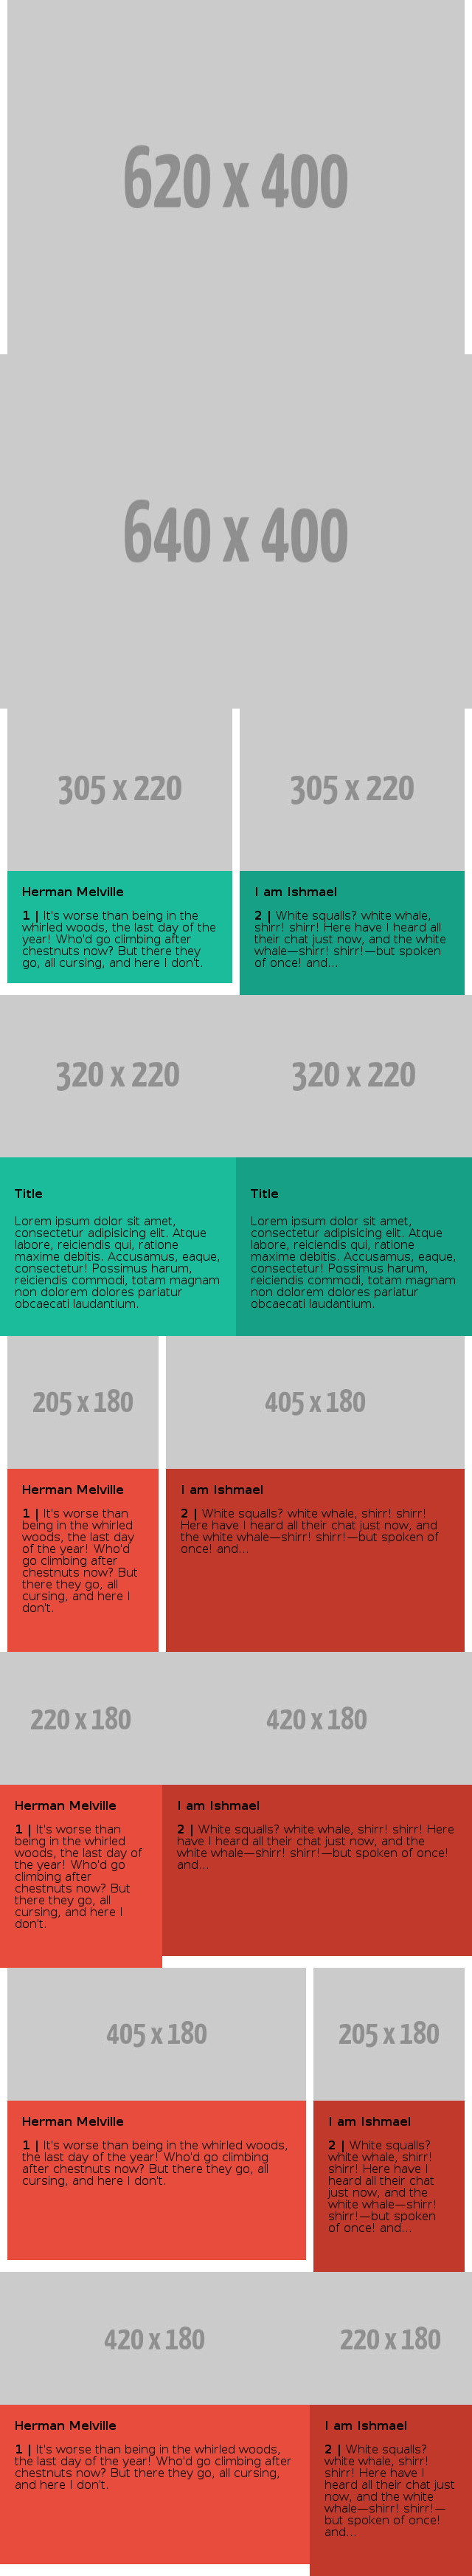 620 x 400
640 x 400
305 x 220
305 x 220
Herman Melville
1 | It's worse than being in the
whirled woods, the last day of the
year! Who'd go climbing after
chestnuts now? But there they
go, all cursing, and here I don't.
I am Ishmael
2 | White squalls? white whale,
shirr! shirr! Here have I heard all
their chat just now, and the white
whale—shirr! shirr!—but spoken
of once! and...
320 x 220
320 x 220
Title
Lorem ipsum dolor sit amet,
consectetur adipisicing elit. Atque
labore, reiciendis qui, ratione
maxime debitis. Accusamus, eaque,
consectetur! Possimus harum,
reiciendis commodi, totam magnam
non dolorem dolores pariatur
obcaecati laudantium.
Title
Lorem ipsum dolor sit amet,
consectetur adipisicing elit. Atque
labore, reiciendis qui, ratione
maxime debitis. Accusamus, eaque,
consectetur! Possimus harum,
reiciendis commodi, totam magnam
non dolorem dolores pariatur
obcaecati laudantium.
205 x 180
405 x 180
Herman Melville
1 | It's worse than
being in the whirled
woods, the last day
of the year! Who'd
go climbing after
chestnuts now? But
there they go, all
cursing, and here I
don't.
I am Ishmael
2 | White squalls? white whale, shirr! shirr!
Here have I heard all their chat just now, and
the white whale—shirr! shirr!—but spoken of
once! and...
220 x 180
420 x 180
Herman Melville
1 | It's worse than
being in the whirled
woods, the last day of
the year! Who'd go
climbing after
chestnuts now? But
there they go, all
cursing, and here I
don't.
I am Ishmael
2 | White squalls? white whale, shirr! shirr! Here
have I heard all their chat just now, and the
white whale—shirr! shirr!—but spoken of once!
and...
405 x 180
205 x 180
Herman Melville
1 | It's worse than being in the whirled woods,
the last day of the year! Who'd go climbing
after chestnuts now? But there they go, all
cursing, and here I don't.
I am Ishmael
2 | White squalls?
white whale, shirr!
shirr! Here have I
heard all their chat
just now, and the
white whale—shirr!
shirr!—but spoken
of once! and...
420 x 180
220 x 180
Herman Melville
1 | It's worse than being in the whirled woods,
the last day of the year! Who'd go climbing after
chestnuts now? But there they go, all cursing,
and here I don't.
I am Ishmael
2 | White squalls?
white whale, shirr!
shirr! Here have I
heard all their chat just
now, and the white
whale—shirr! shirr!—
but spoken of once!
and...